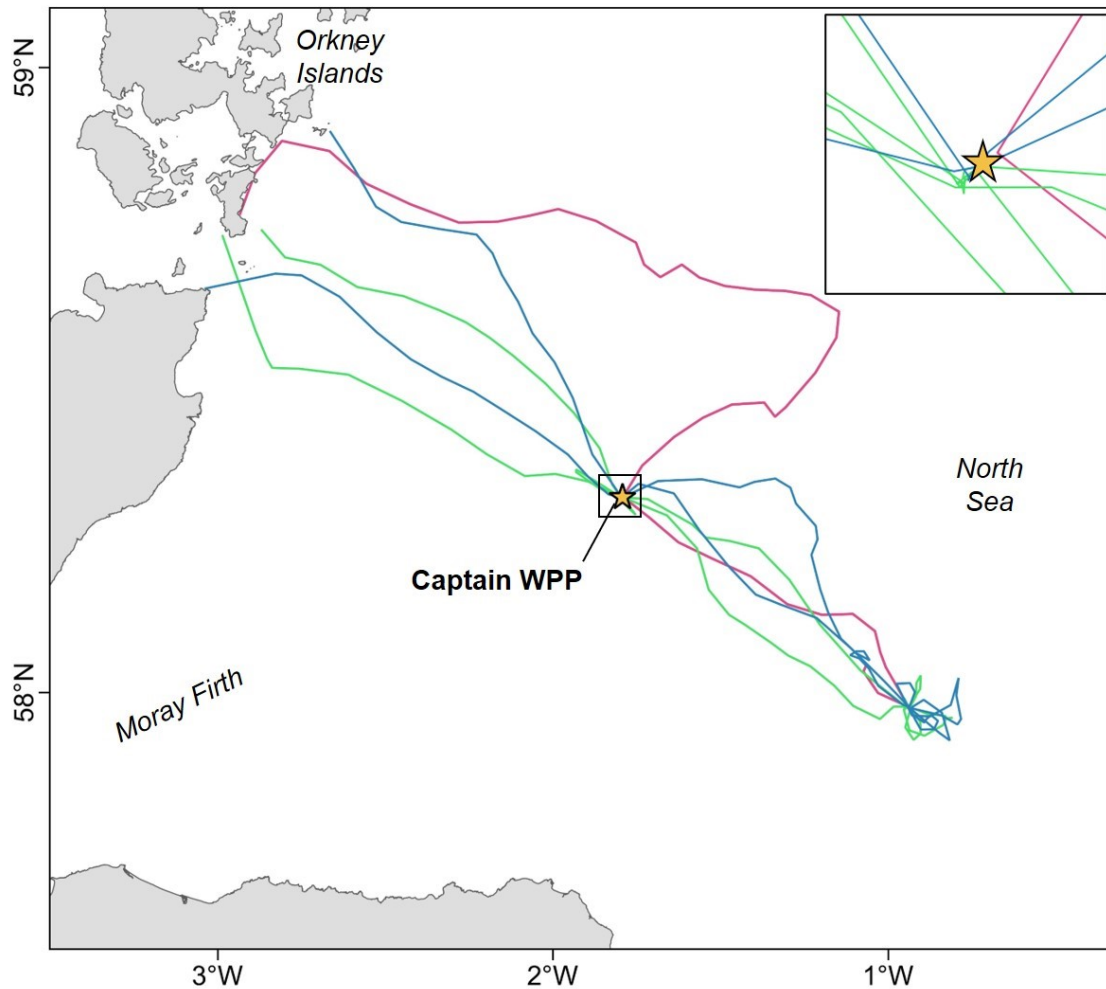 Orkney
Islands
59°N
North
Sea
Captain WPP
58°N
Moray Firth
3°W
2°W
1°W